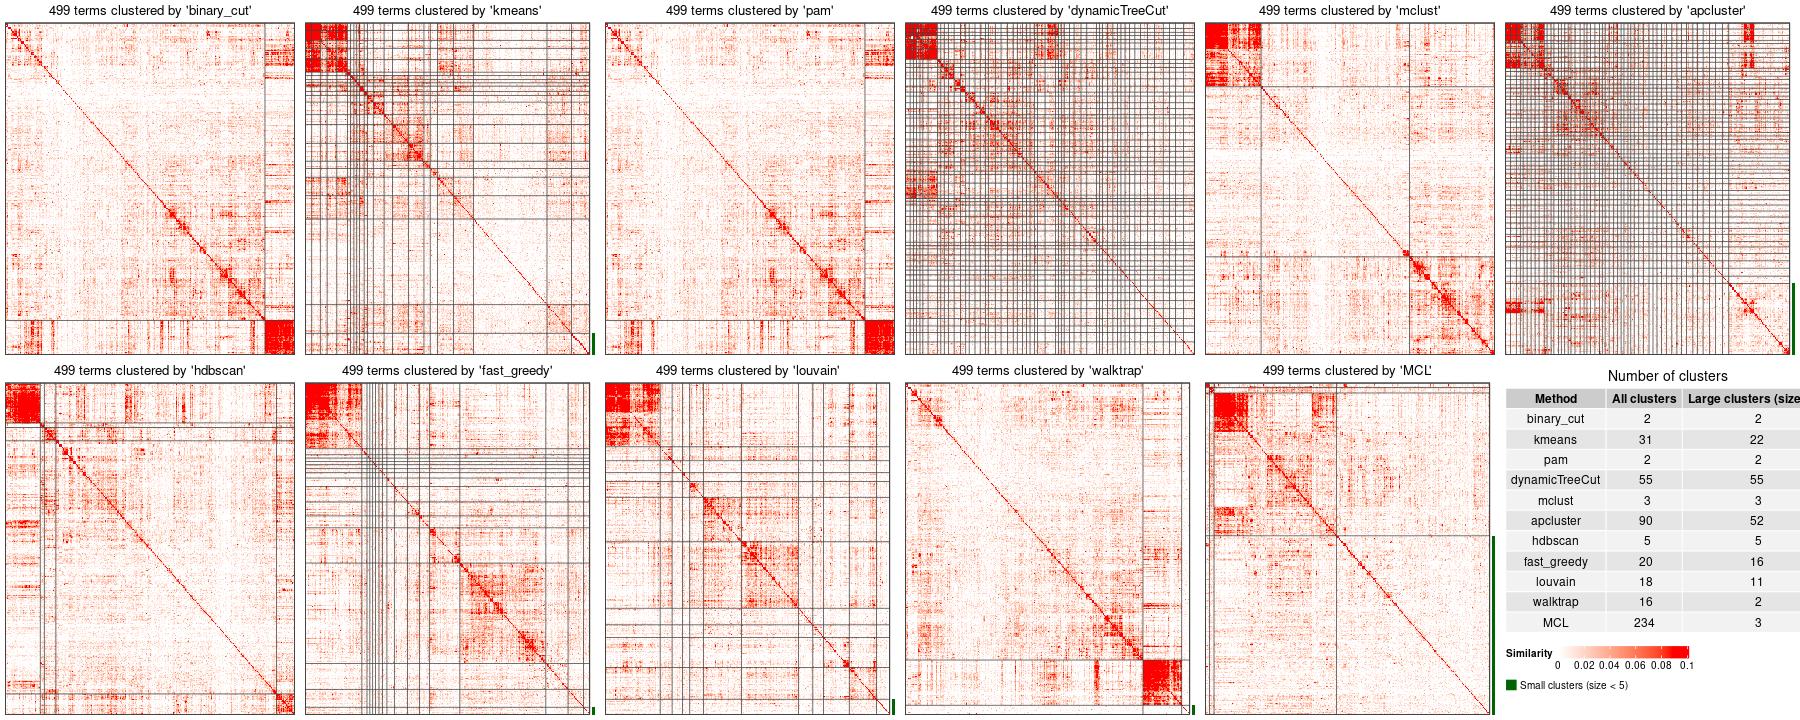 499 terms clustered by 'binary_cut'
499 terms clustered by 'kmeans'
499 terms clustered by 'pam'
499 terms clustered by 'dynamicTreeCut'
499 terms clustered by 'mclust'
499 terms clustered by 'apcluster'
499 terms clustered by 'hdbscan'
499 terms clustered by 'fast_greedy'
499 terms clustered by 'louvain'
499 terms clustered by 'walktrap'
499 terms clustered by 'MCL'
Number of clusters
Method All clusters Large clusters (size
binary_cut 2 2
kmeans 31 22
pam 2 2
dynamicTreeCut 55 55
mclust 3 3
apcluster 90 52
hdbscan 5 5
fast_greedy 20 16
louvain 18 11
walktrap 16 2
MCL 234 3
Similarity
0 0.02 0.04 0.06 0.08 0.1
Small clusters (size < 5)